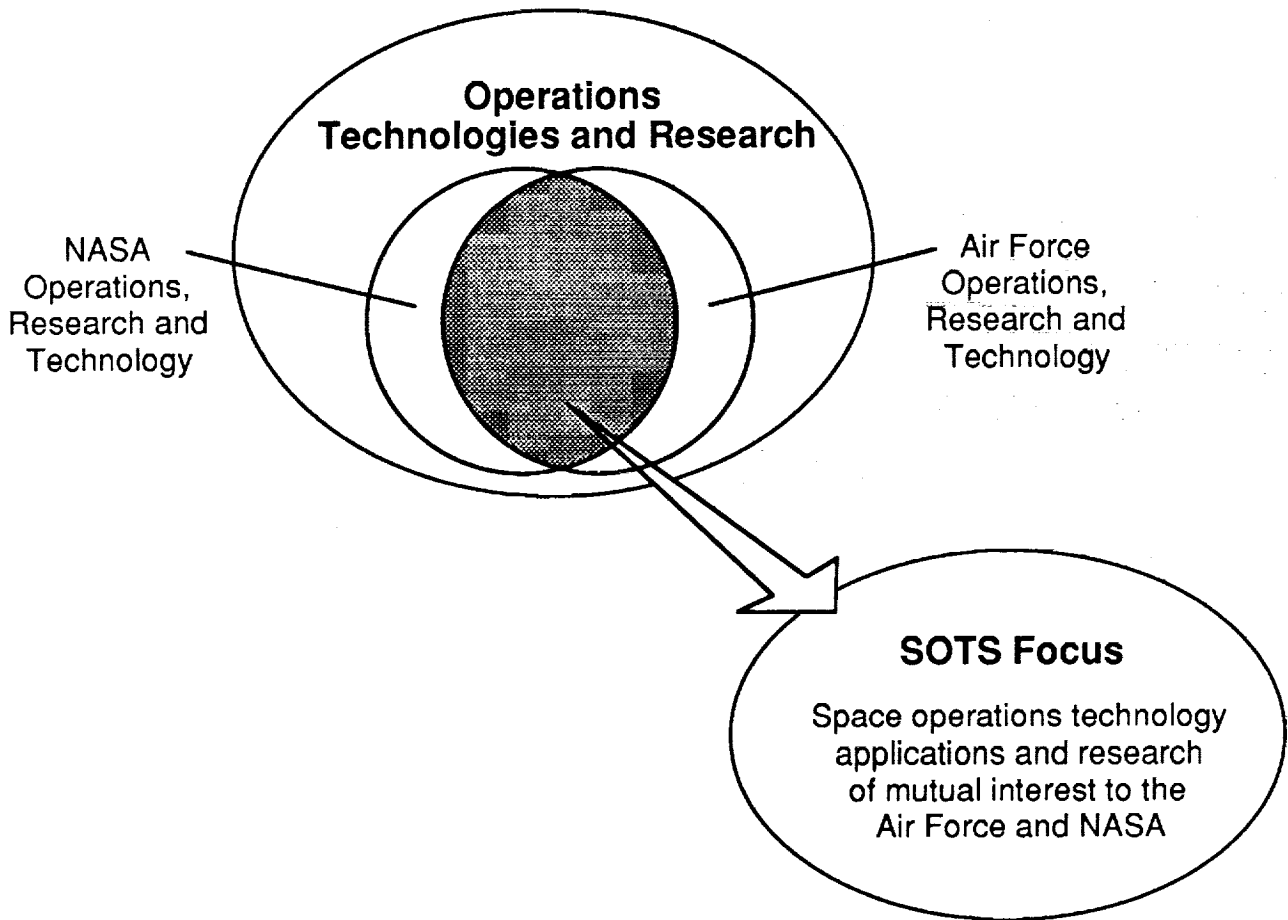 Operations
Technologies and Research
NASA
Operations,
Research and
Technology
Air Force
Operations,
Research and
Technology
SOTS Focus
Space operations technology
applications and research
of mutual interest to the
Air Force and NASA